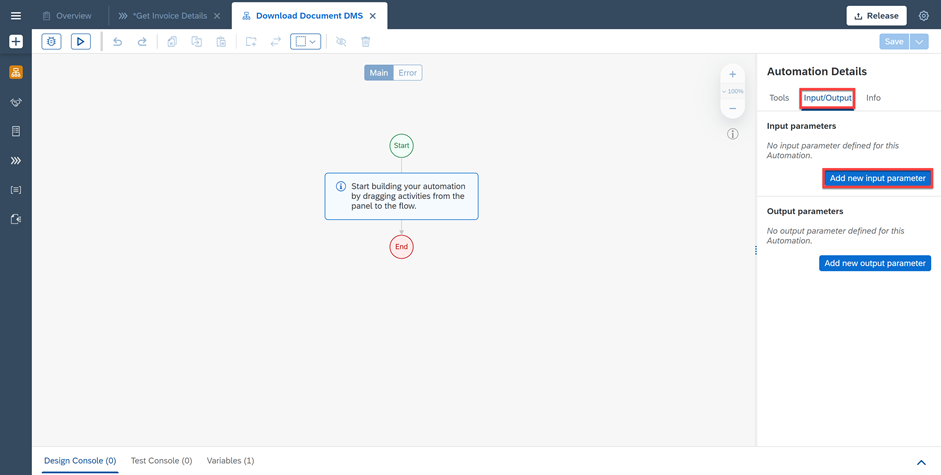 Overview
*Get Invoice Details
Download Document DMS
Release
Save
Main
Error
~ 100%
Start
Start building your automation
by dragging activities from the
panel to the flow.
End
Automation Details
Tools
Input/Output
Info
Input parameters
No input parameter defined for this
Automation.
Add new input parameter
Output parameters
No output parameter defined for this
Automation.
Add new output parameter
Design Console (0)
Test Console (0)
Variables (1)